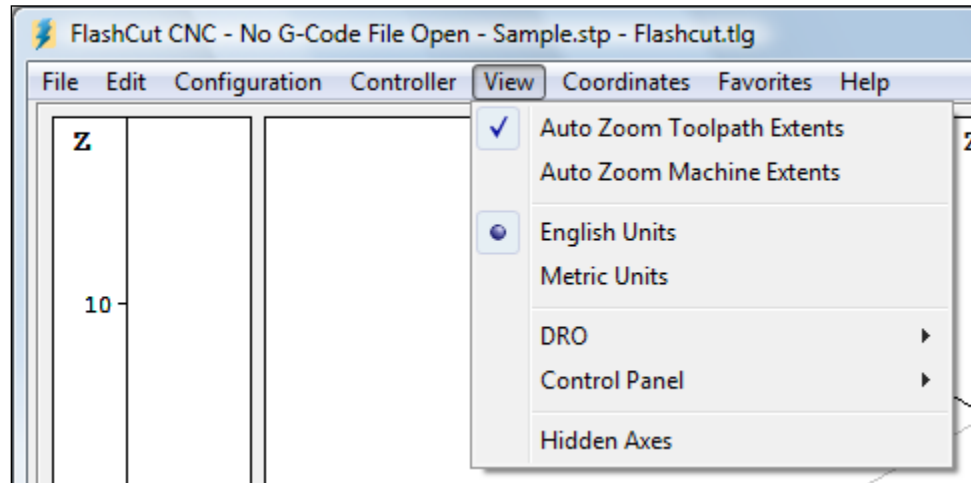 FlashCut CNC - No G-Code File Open - Sample.stp - Flashcut.tlg
File Edit Configuration Controller View Coordinates Favorites Help
Z
Auto Zoom Toolpath Extents
Z
Auto Zoom Machine Extents
English Units
Metric Units
10
DRO
Control Panel
Hidden Axes